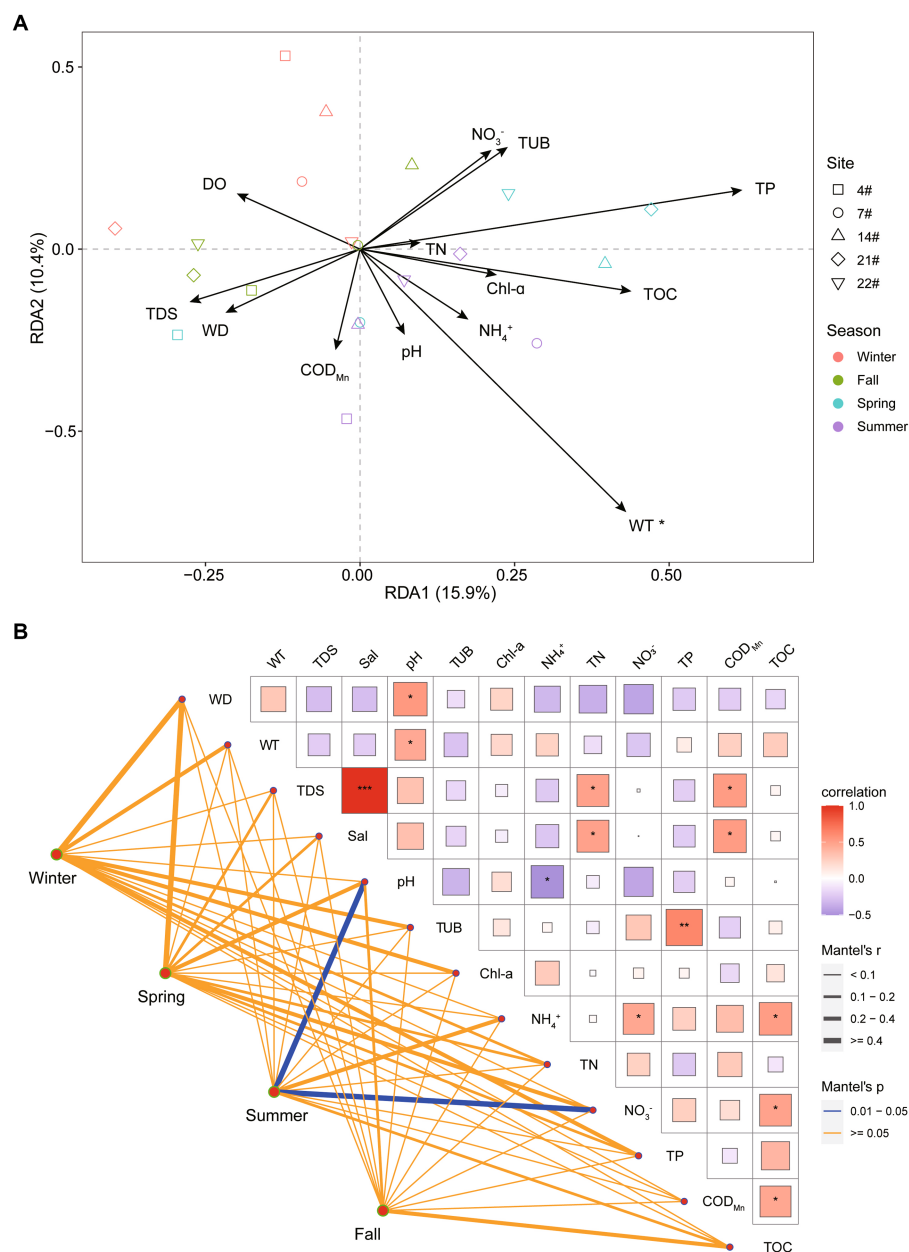 A
0.5
0.0
−0.5
RDA2 (10.4%)
NO₃⁻
TUB
DO
TP
TN
Chl-ɑ
TOC
TDS
WD
NH₄⁺
pH
COD_Mn
WT *
−0.25
0.00
0.25
0.50
RDA1 (15.9%)
Site
4#
7#
14#
21#
22#
Season
Winter
Fall
Spring
Summer
B
WT TDS Sal pH TUB Chl-a NH₄⁺ TN NO₃⁻ TP COD_Mn TOC
WD *
WT *
TDS *** * *
Sal * *
pH *
TUB **
Chl-a
NH₄⁺ * *
TN
NO₃⁻ *
TP
COD_Mn *
TOC
Winter
Spring
Summer
Fall
correlation
1.0
0.5
0.0
−0.5
Mantel's r
< 0.1
0.1 − 0.2
0.2 − 0.4
>= 0.4
Mantel's p
0.01 − 0.05
>= 0.05